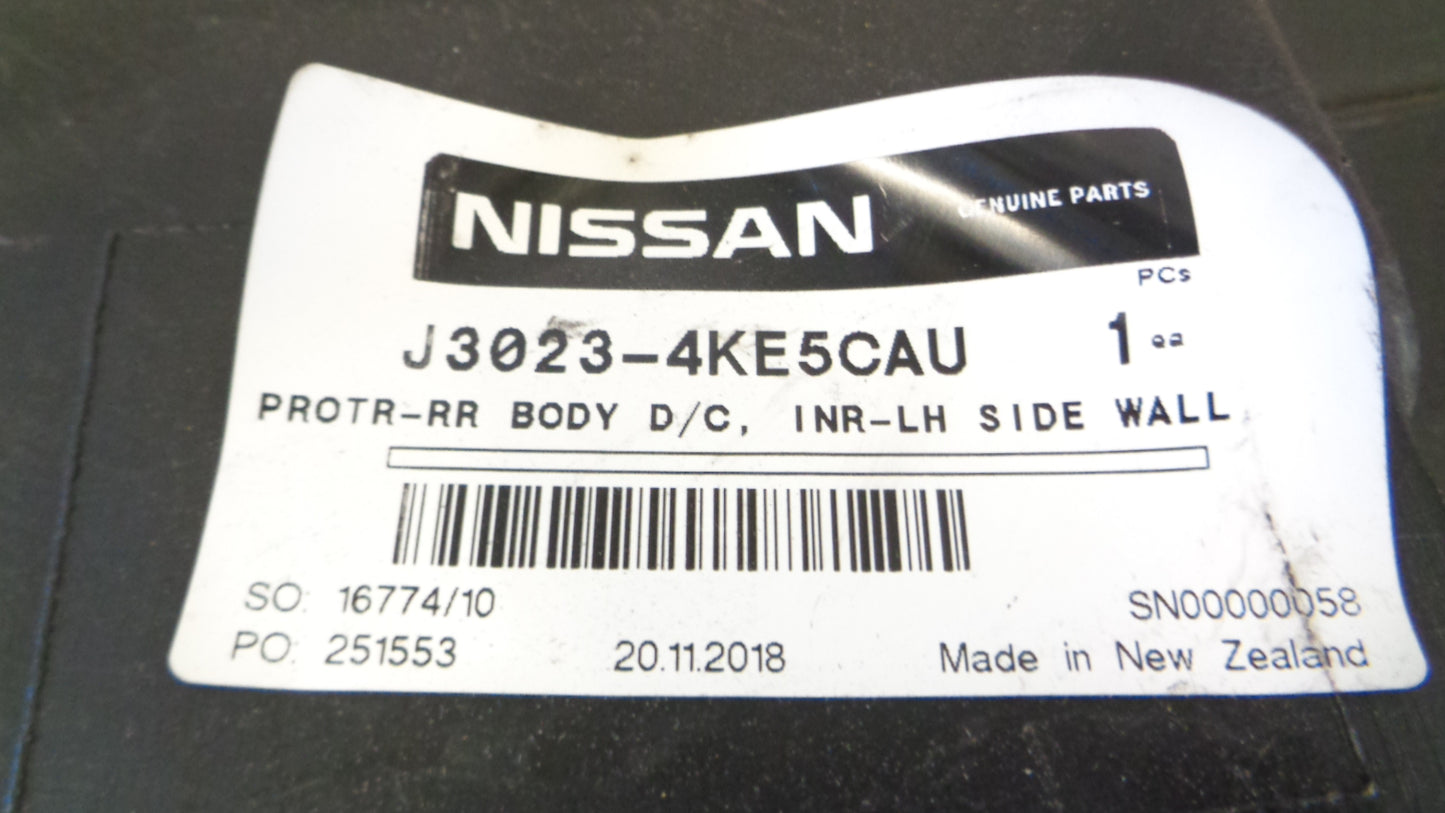 NISSAN GENUINE PARTS
PCs
J3023-4KE5CAU 1 ea
PROTR-RR BODY D/C, INR-LH SIDE WALL
SO: 16774/10 SN00000058
PO: 251553 20.11.2018 Made in New Zealand